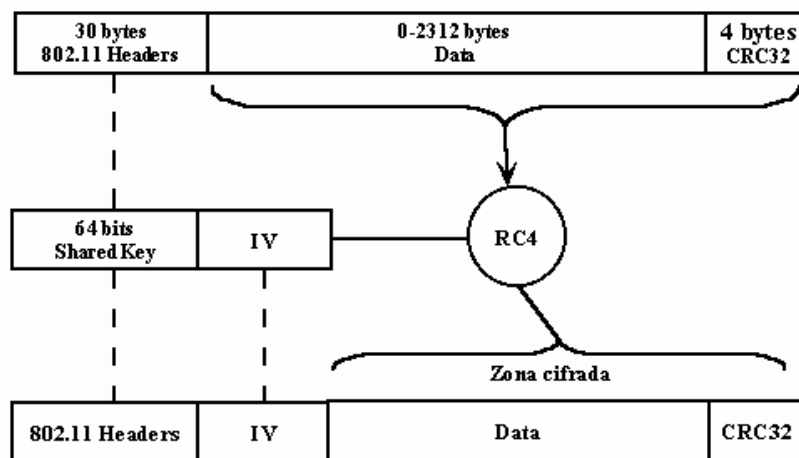 30 bytes
802.11 Headers
0-2312 bytes
Data
4 bytes
CRC32
64 bits
Shared Key
IV
RC4
Zona cifrada
802.11 Headers
IV
Data
CRC32